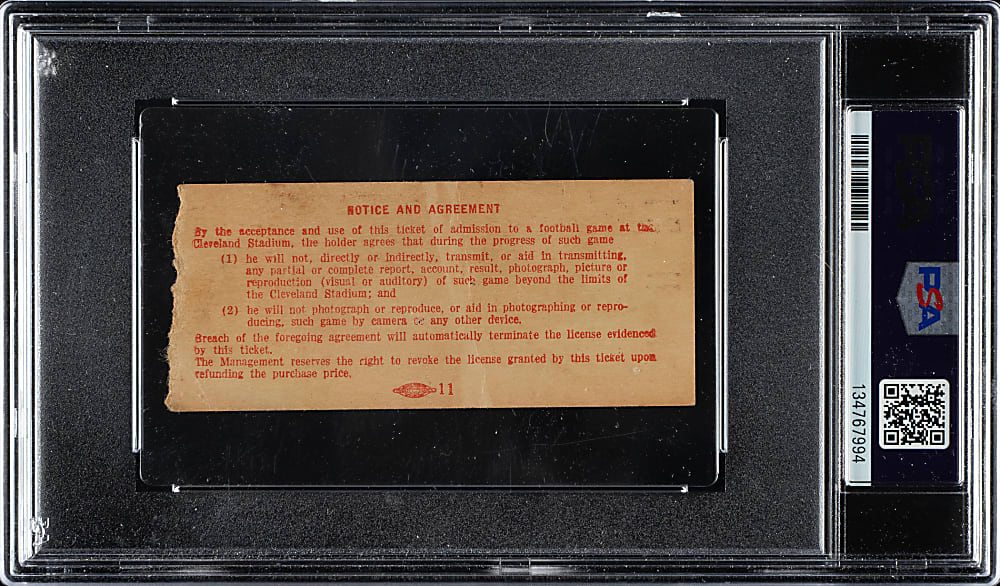 NOTICE AND AGREEMENT
By the acceptance and use of this ticket of admission to a football game at the
Cleveland Stadium, the holder agrees that during the progress of such game
(1) he will not, directly or indirectly, transmit, or aid in transmitting,
any partial or complete report, account, result, photograph, picture or
reproduction (visual or auditory) of such game beyond the limits of
the Cleveland Stadium; and
(2) he will not photograph or reproduce, or aid in photographing or repro-
ducing, such game by camera or any other device.
Breach of the foregoing agreement will automatically terminate the license evidenced
by this ticket.
The Management reserves the right to revoke the license granted by this ticket upon
refunding the purchase price.
11
PSA
PSA
134767994